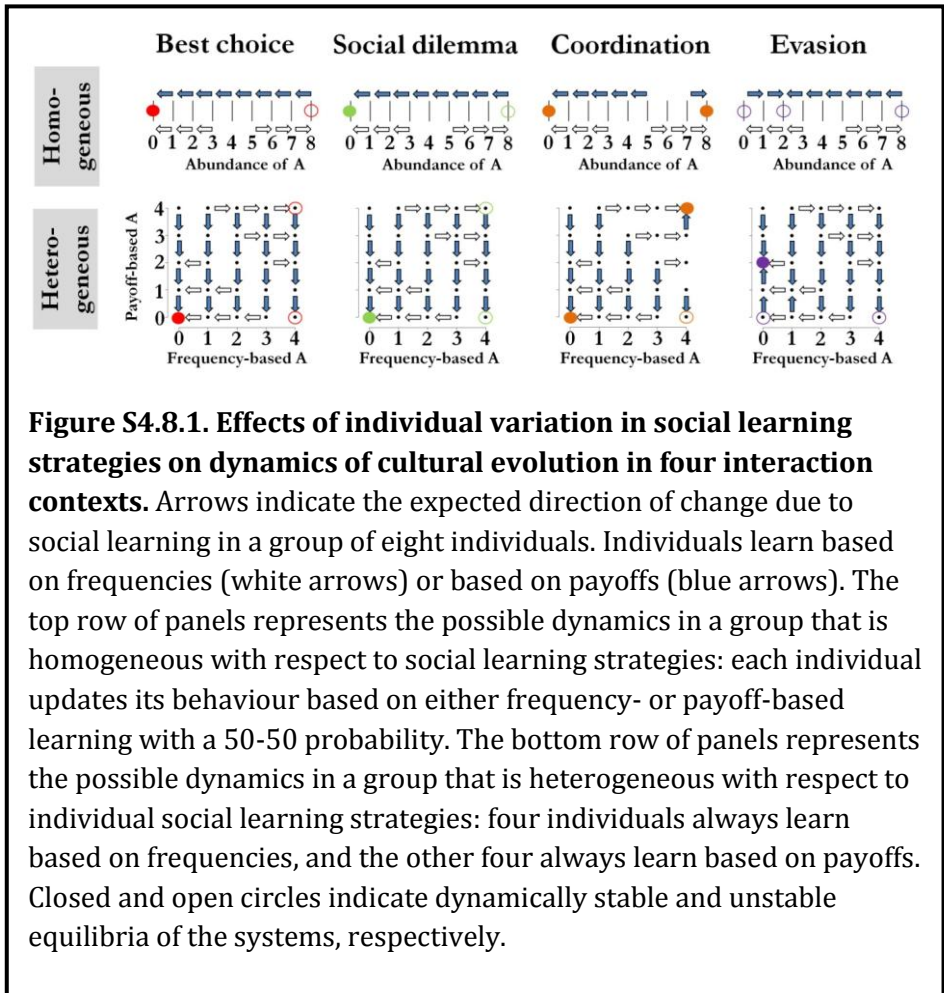 Best choice Social dilemma Coordination Evasion
Homo-
geneous
0 1 2 3 4 5 6 7 8 0 1 2 3 4 5 6 7 8 0 1 2 3 4 5 6 7 8 0 1 2 3 4 5 6 7 8
Abundance of A Abundance of A Abundance of A Abundance of A
Hetero-
geneous
Payoff-based A
4
3
2
1
0
0 1 2 3 4 0 1 2 3 4 0 1 2 3 4 0 1 2 3 4
Frequency-based A Frequency-based A Frequency-based A Frequency-based A
Figure S4.8.1. Effects of individual variation in social learning
strategies on dynamics of cultural evolution in four interaction
contexts. Arrows indicate the expected direction of change due to
social learning in a group of eight individuals. Individuals learn based
on frequencies (white arrows) or based on payoffs (blue arrows). The
top row of panels represents the possible dynamics in a group that is
homogeneous with respect to social learning strategies: each individual
updates its behaviour based on either frequency- or payoff-based
learning with a 50-50 probability. The bottom row of panels represents
the possible dynamics in a group that is heterogeneous with respect to
individual social learning strategies: four individuals always learn
based on frequencies, and the other four always learn based on payoffs.
Closed and open circles indicate dynamically stable and unstable
equilibria of the systems, respectively.